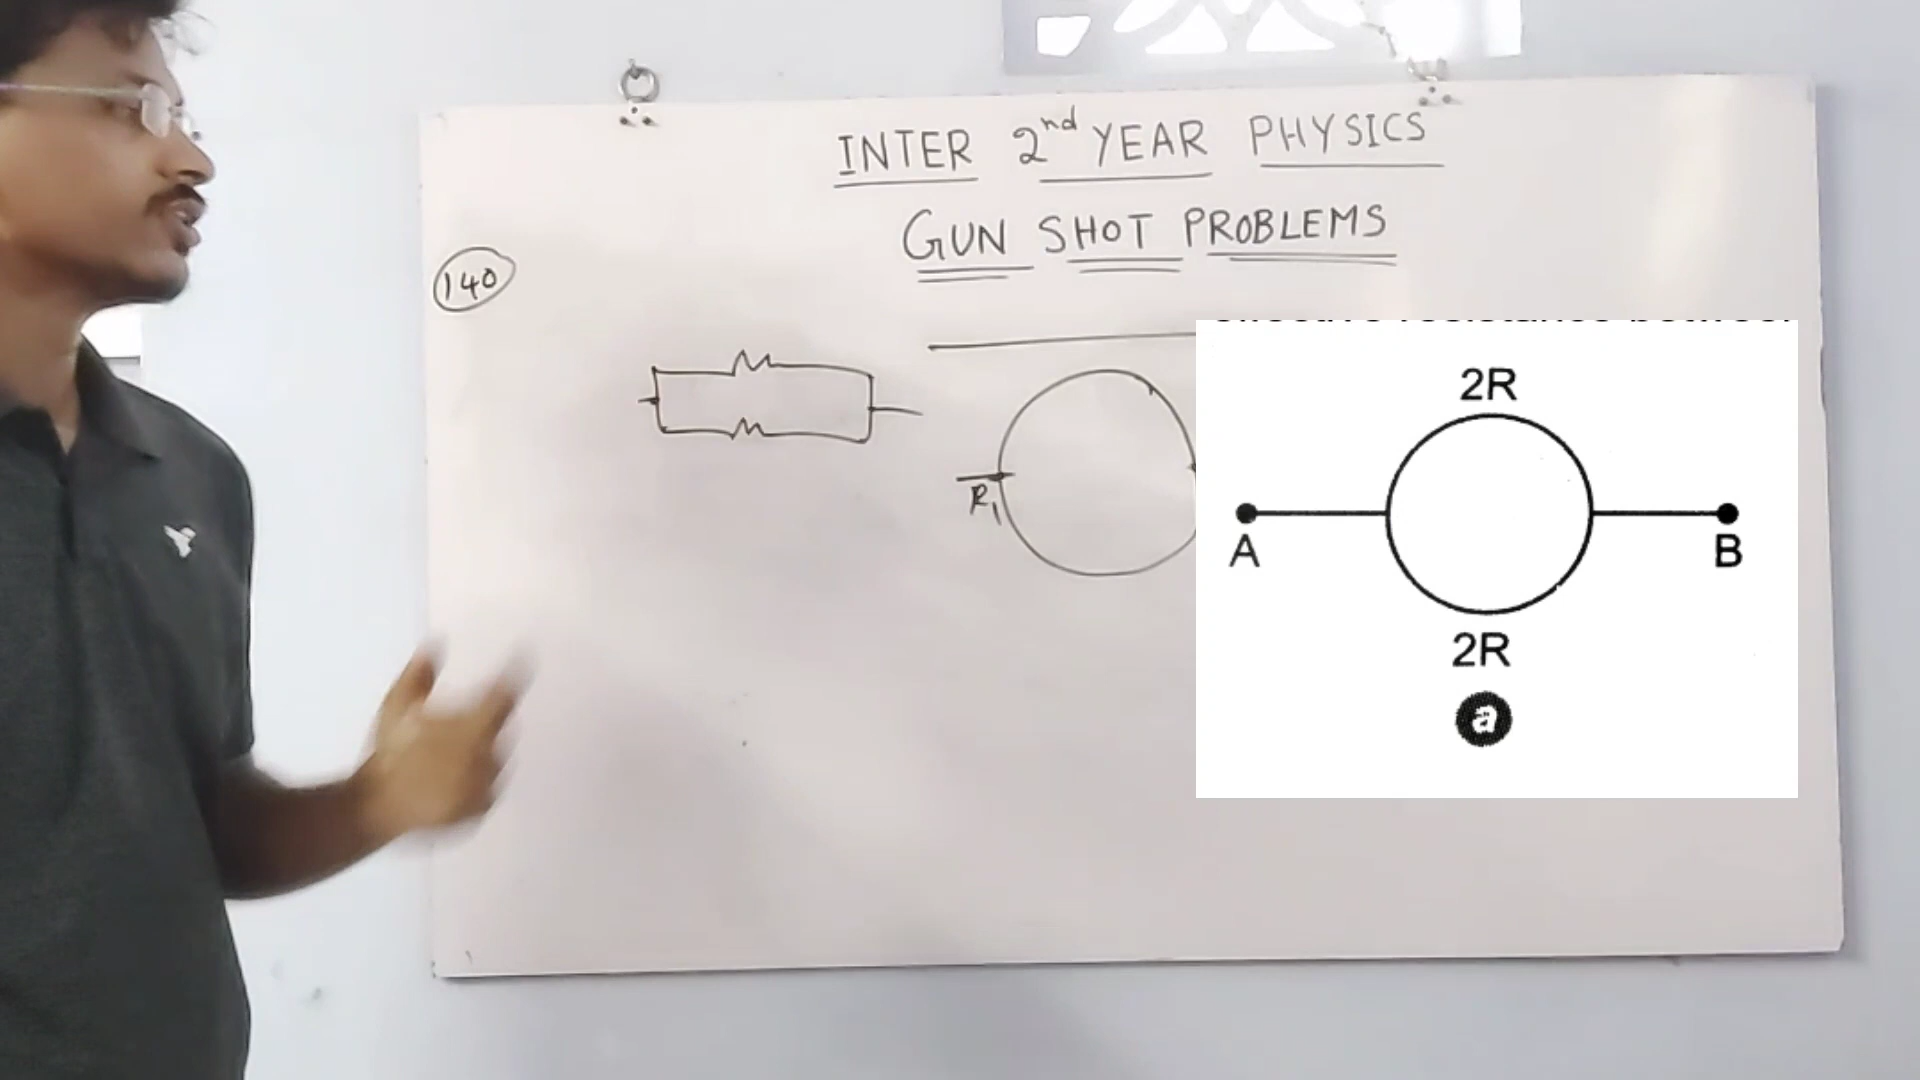 INTER 2nd YEAR PHYSICS
GUN SHOT PROBLEMS
140
R1
2R
A
B
2R
a